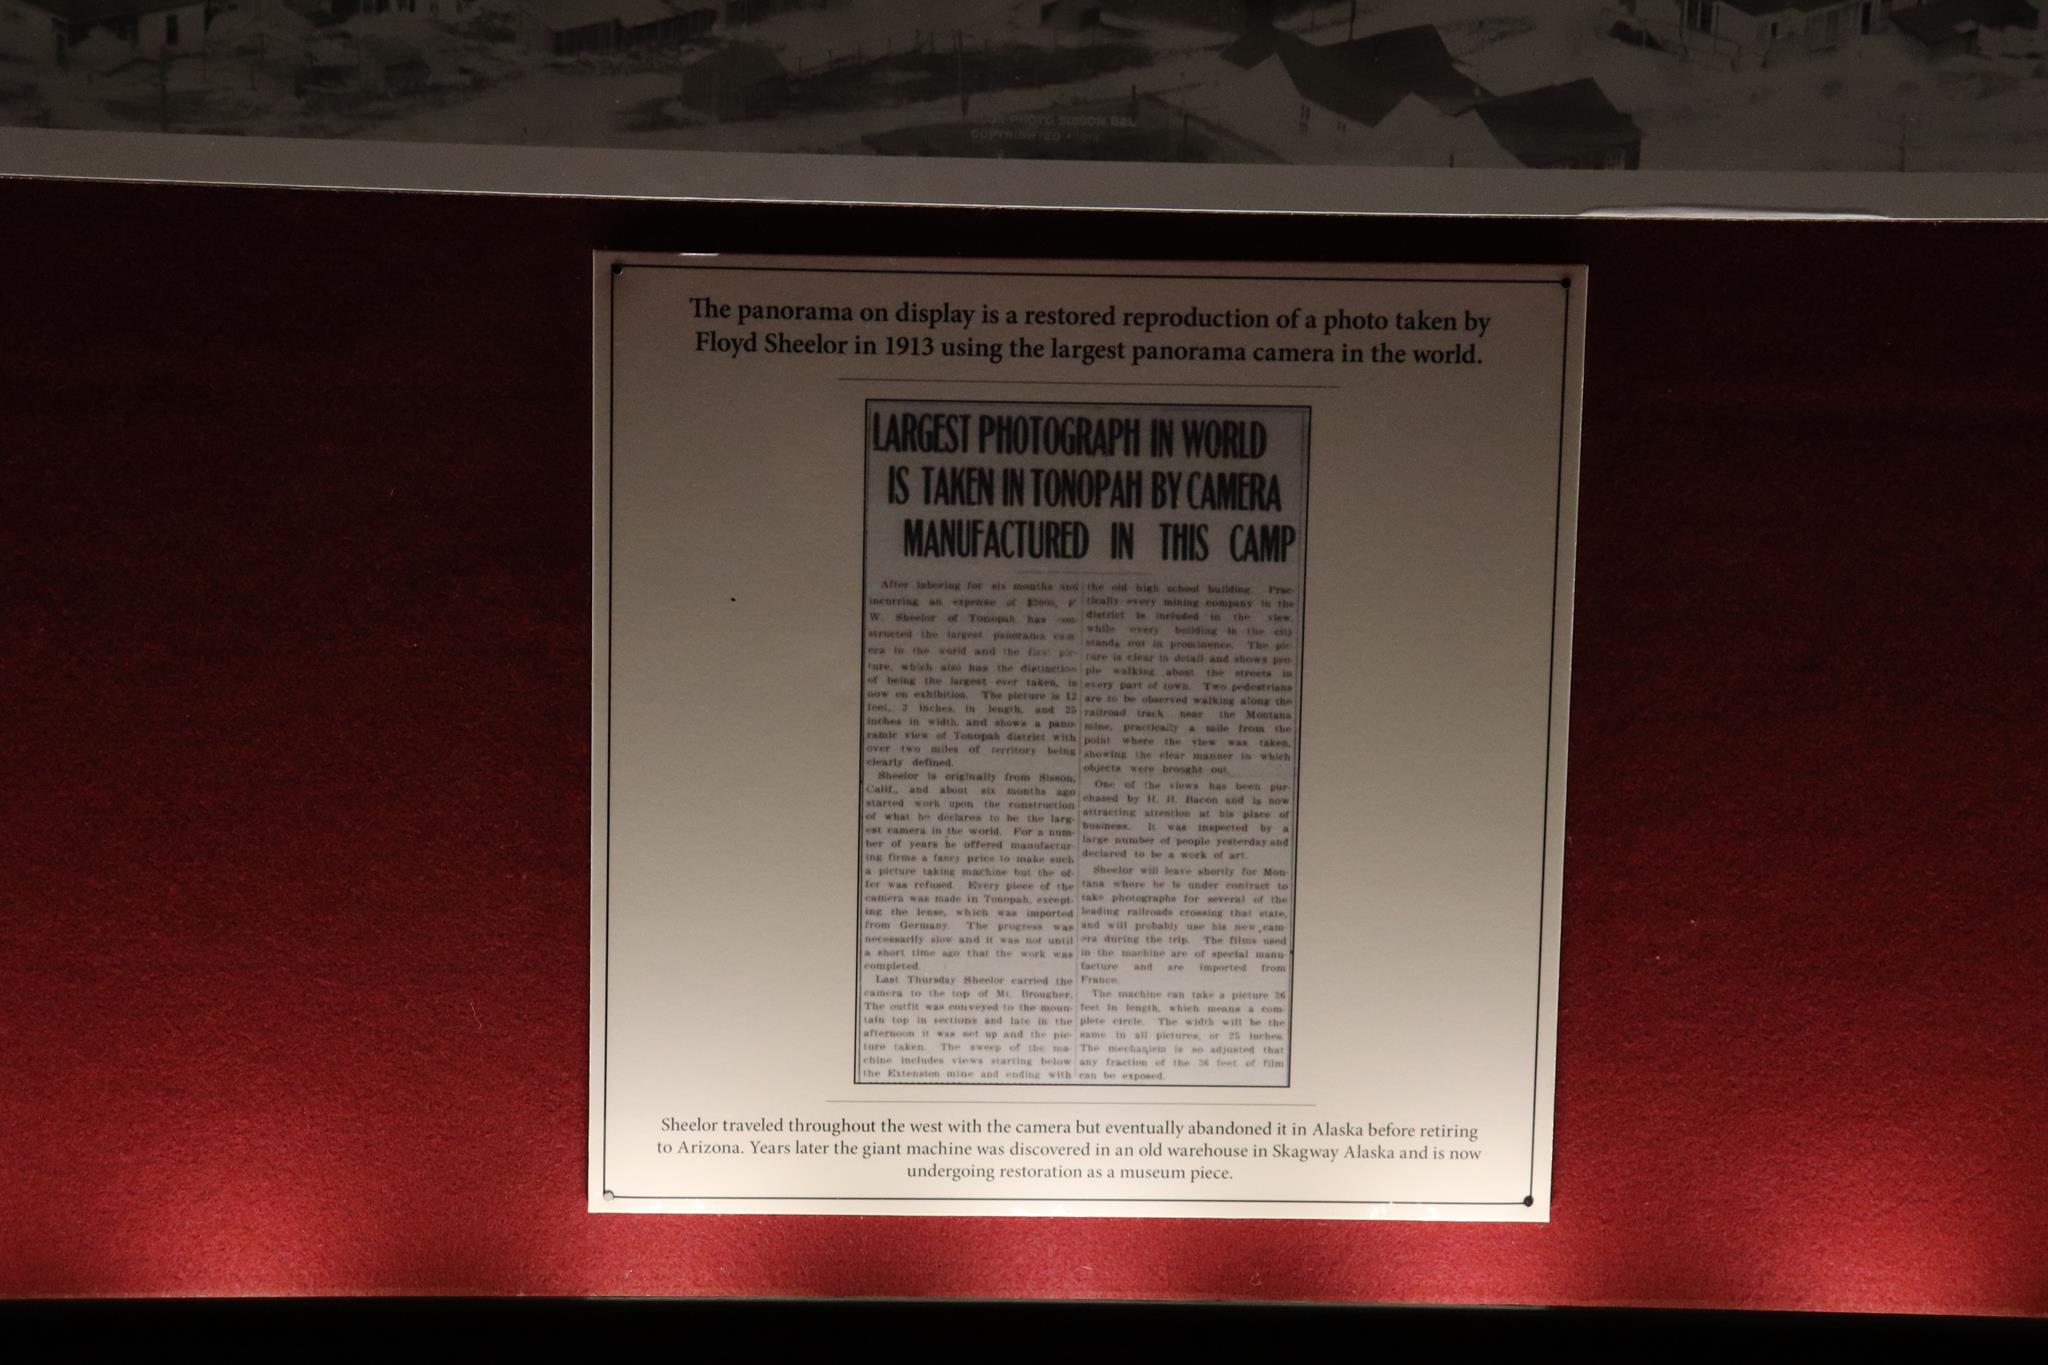 COPYRIGHTED
The panorama on display is a restored reproduction of a photo taken by
Floyd Sheelor in 1913 using the largest panorama camera in the world.
LARGEST PHOTOGRAPH IN WORLD
IS TAKEN IN TONOPAH BY CAMERA
MANUFACTURED IN THIS CAMP
After laboring for six months and
incurring an expense of F
W. Sheelor of Tonopah has con-
structed the largest panorama cam
era in the world and the first pic-
ture, which also has the distinction
of being the largest ever taken, is
now on exhibition. The picture is 12
feet, 3 inches, in length, and 25
inches in width, and shows a pano-
ramic view of Tonopah district with
over two miles of territory being
clearly defined.
Sheelor is originally from Sisson,
Calif., and about six months ago
started work upon the construction
of what he declares to be the larg-
est camera in the world. For a num-
ber of years he offered manufactur-
ing firms a fancy price to make such
a picture taking machine but the of-
fer was refused. Every piece of the
camera was made in Tonopah, except-
ing the lense, which was imported
from Germany. The progress was
necessarily slow and it was not until
a short time ago that the work was
completed.
Last Thursday Sheelor carried the
camera to the top of Mt. Brougher.
The outfit was conveyed to the moun-
tain top in sections and late in the
afternoon it was set up and the pic-
ture taken. The sweep of the ma-
chine includes views starting below
the Extension mine and ending with
the old high school building. Prac-
tically every mining company in the
district is included in the view,
while every building in the city
stands out in prominence. The pic-
ture is clear in detail and shows peo-
ple walking about the streets in
every part of town. Two pedestrians
are to be observed walking along the
railroad track near the Montana
mine, practically a mile from the
point where the view was taken,
showing the clear manner in which
objects were brought out.
One of the views has been pur-
chased by H. H. Bacon and is now
attracting attention at his place of
business. It was inspected by a
large number of people yesterday and
declared to be a work of art.
Sheelor will leave shortly for Mon-
tana where he is under contract to
take photographs for several of the
leading railroads crossing that state,
and will probably use his new cam-
era during the trip. The films used
in the machine are of special manu-
facture and are imported from
France.
The machine can take a picture 36
feet in length, which means a com-
plete circle. The width will be the
same in all pictures, or 25 inches.
The mechanism is so adjusted that
any fraction of the 36 feet of film
can be exposed.
Sheelor traveled throughout the west with the camera but eventually abandoned it in Alaska before retiring
to Arizona. Years later the giant machine was discovered in an old warehouse in Skagway Alaska and is now
undergoing restoration as a museum piece.